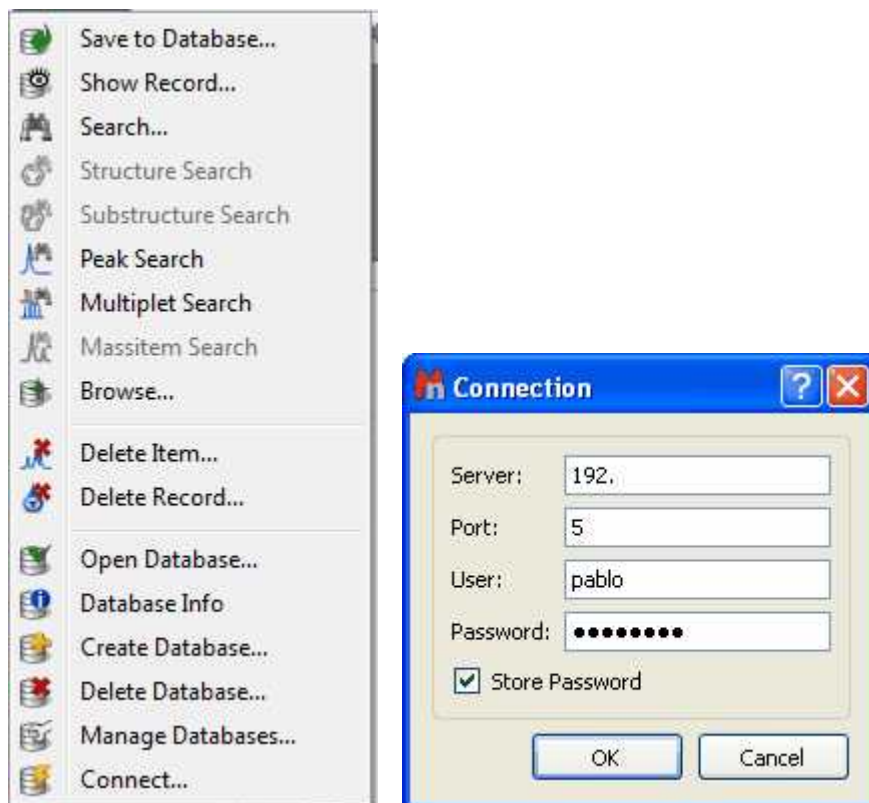 Save to Database...
Show Record...
Search...
Structure Search
Substructure Search
Peak Search
Multiplet Search
Massitem Search
Browse...
Delete Item...
Delete Record...
Open Database...
Database Info
Create Database...
Delete Database...
Manage Databases...
Connect...
Connection
Server: 192.
Port: 5
User: pablo
Password: ●●●●●●●●
Store Password
OK Cancel